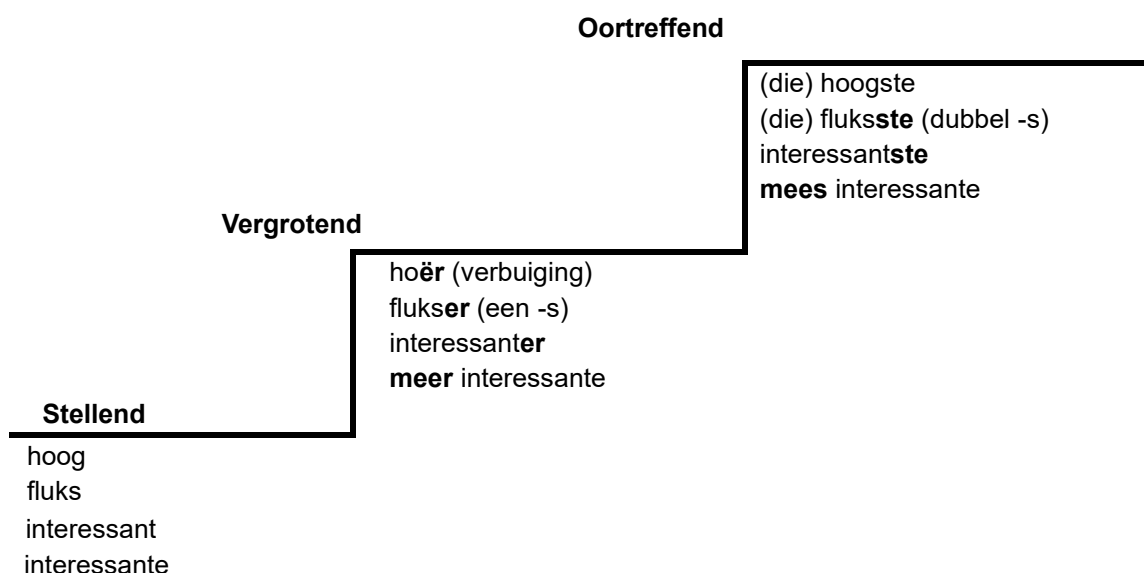 Oortreffend
(die) hoogste
(die) fluksste (dubbel -s)
interessantste
mees interessante
Vergrotend
hoër (verbuiging)
flukser (een -s)
interessanter
meer interessante
Stellend
hoog
fluks
interessant
interessante